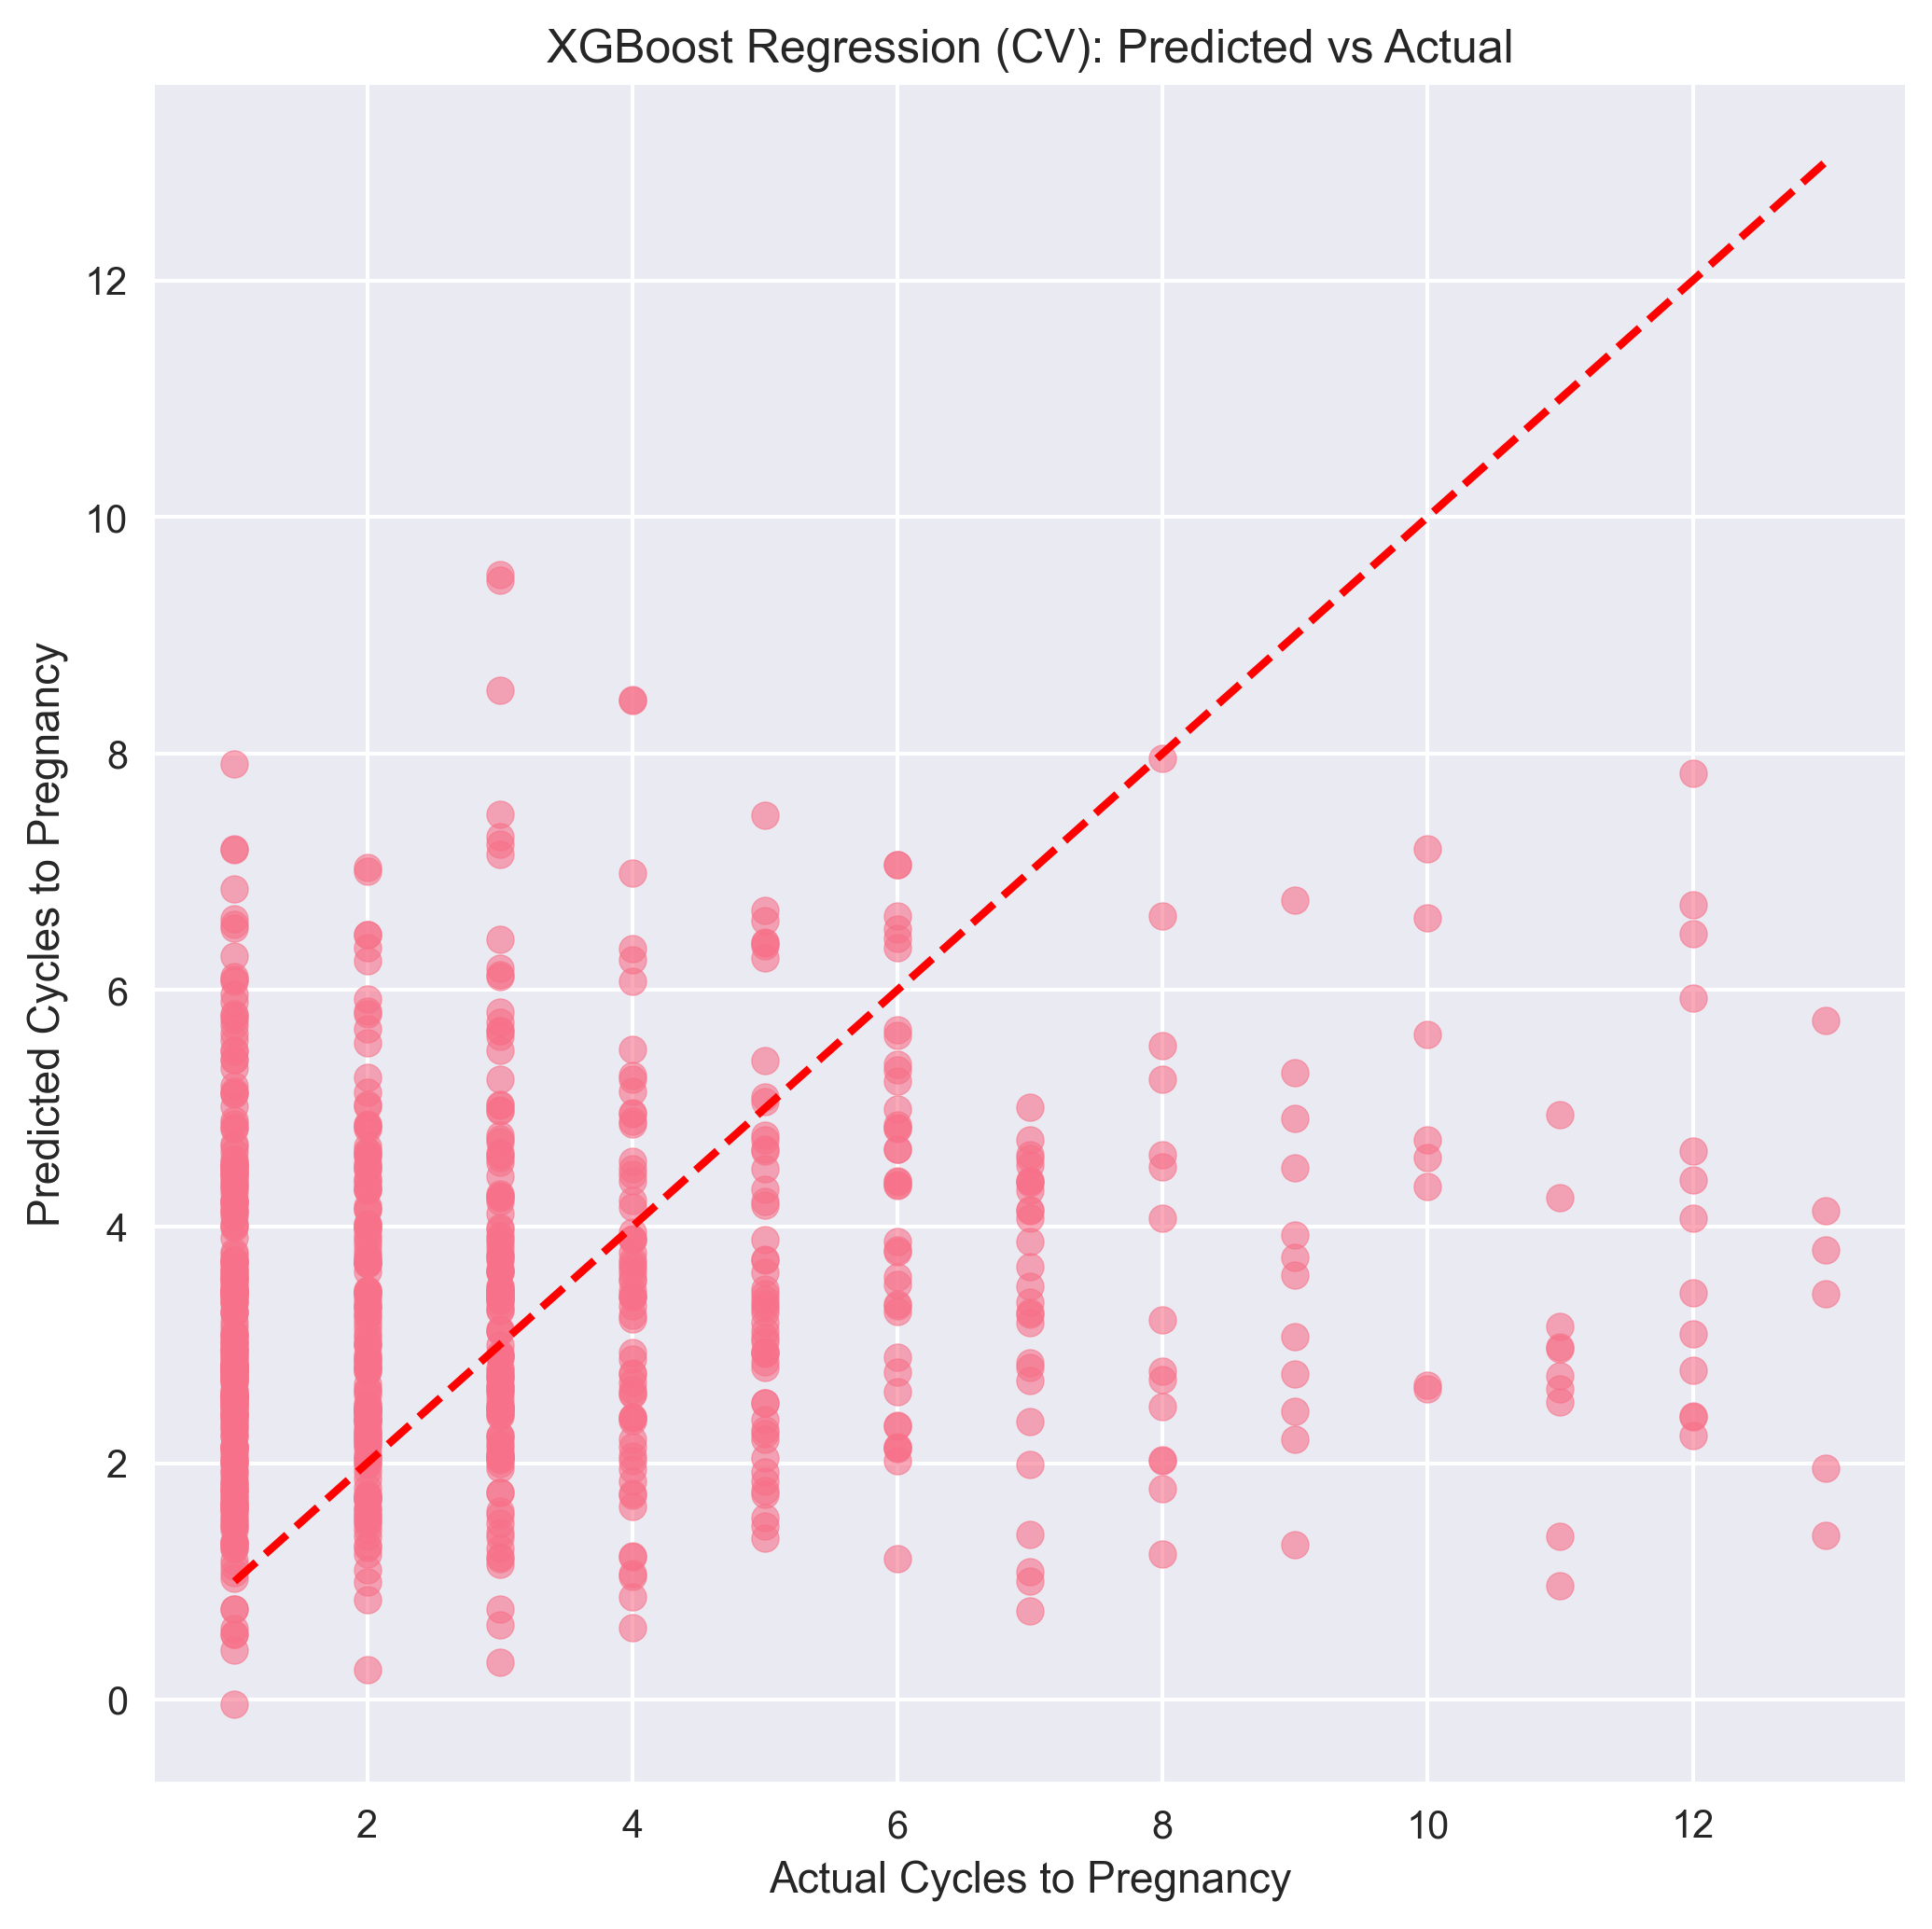 XGBoost Regression (CV): Predicted vs Actual
Predicted Cycles to Pregnancy
12
10
8
6
4
2
0
2 4 6 8 10 12
Actual Cycles to Pregnancy